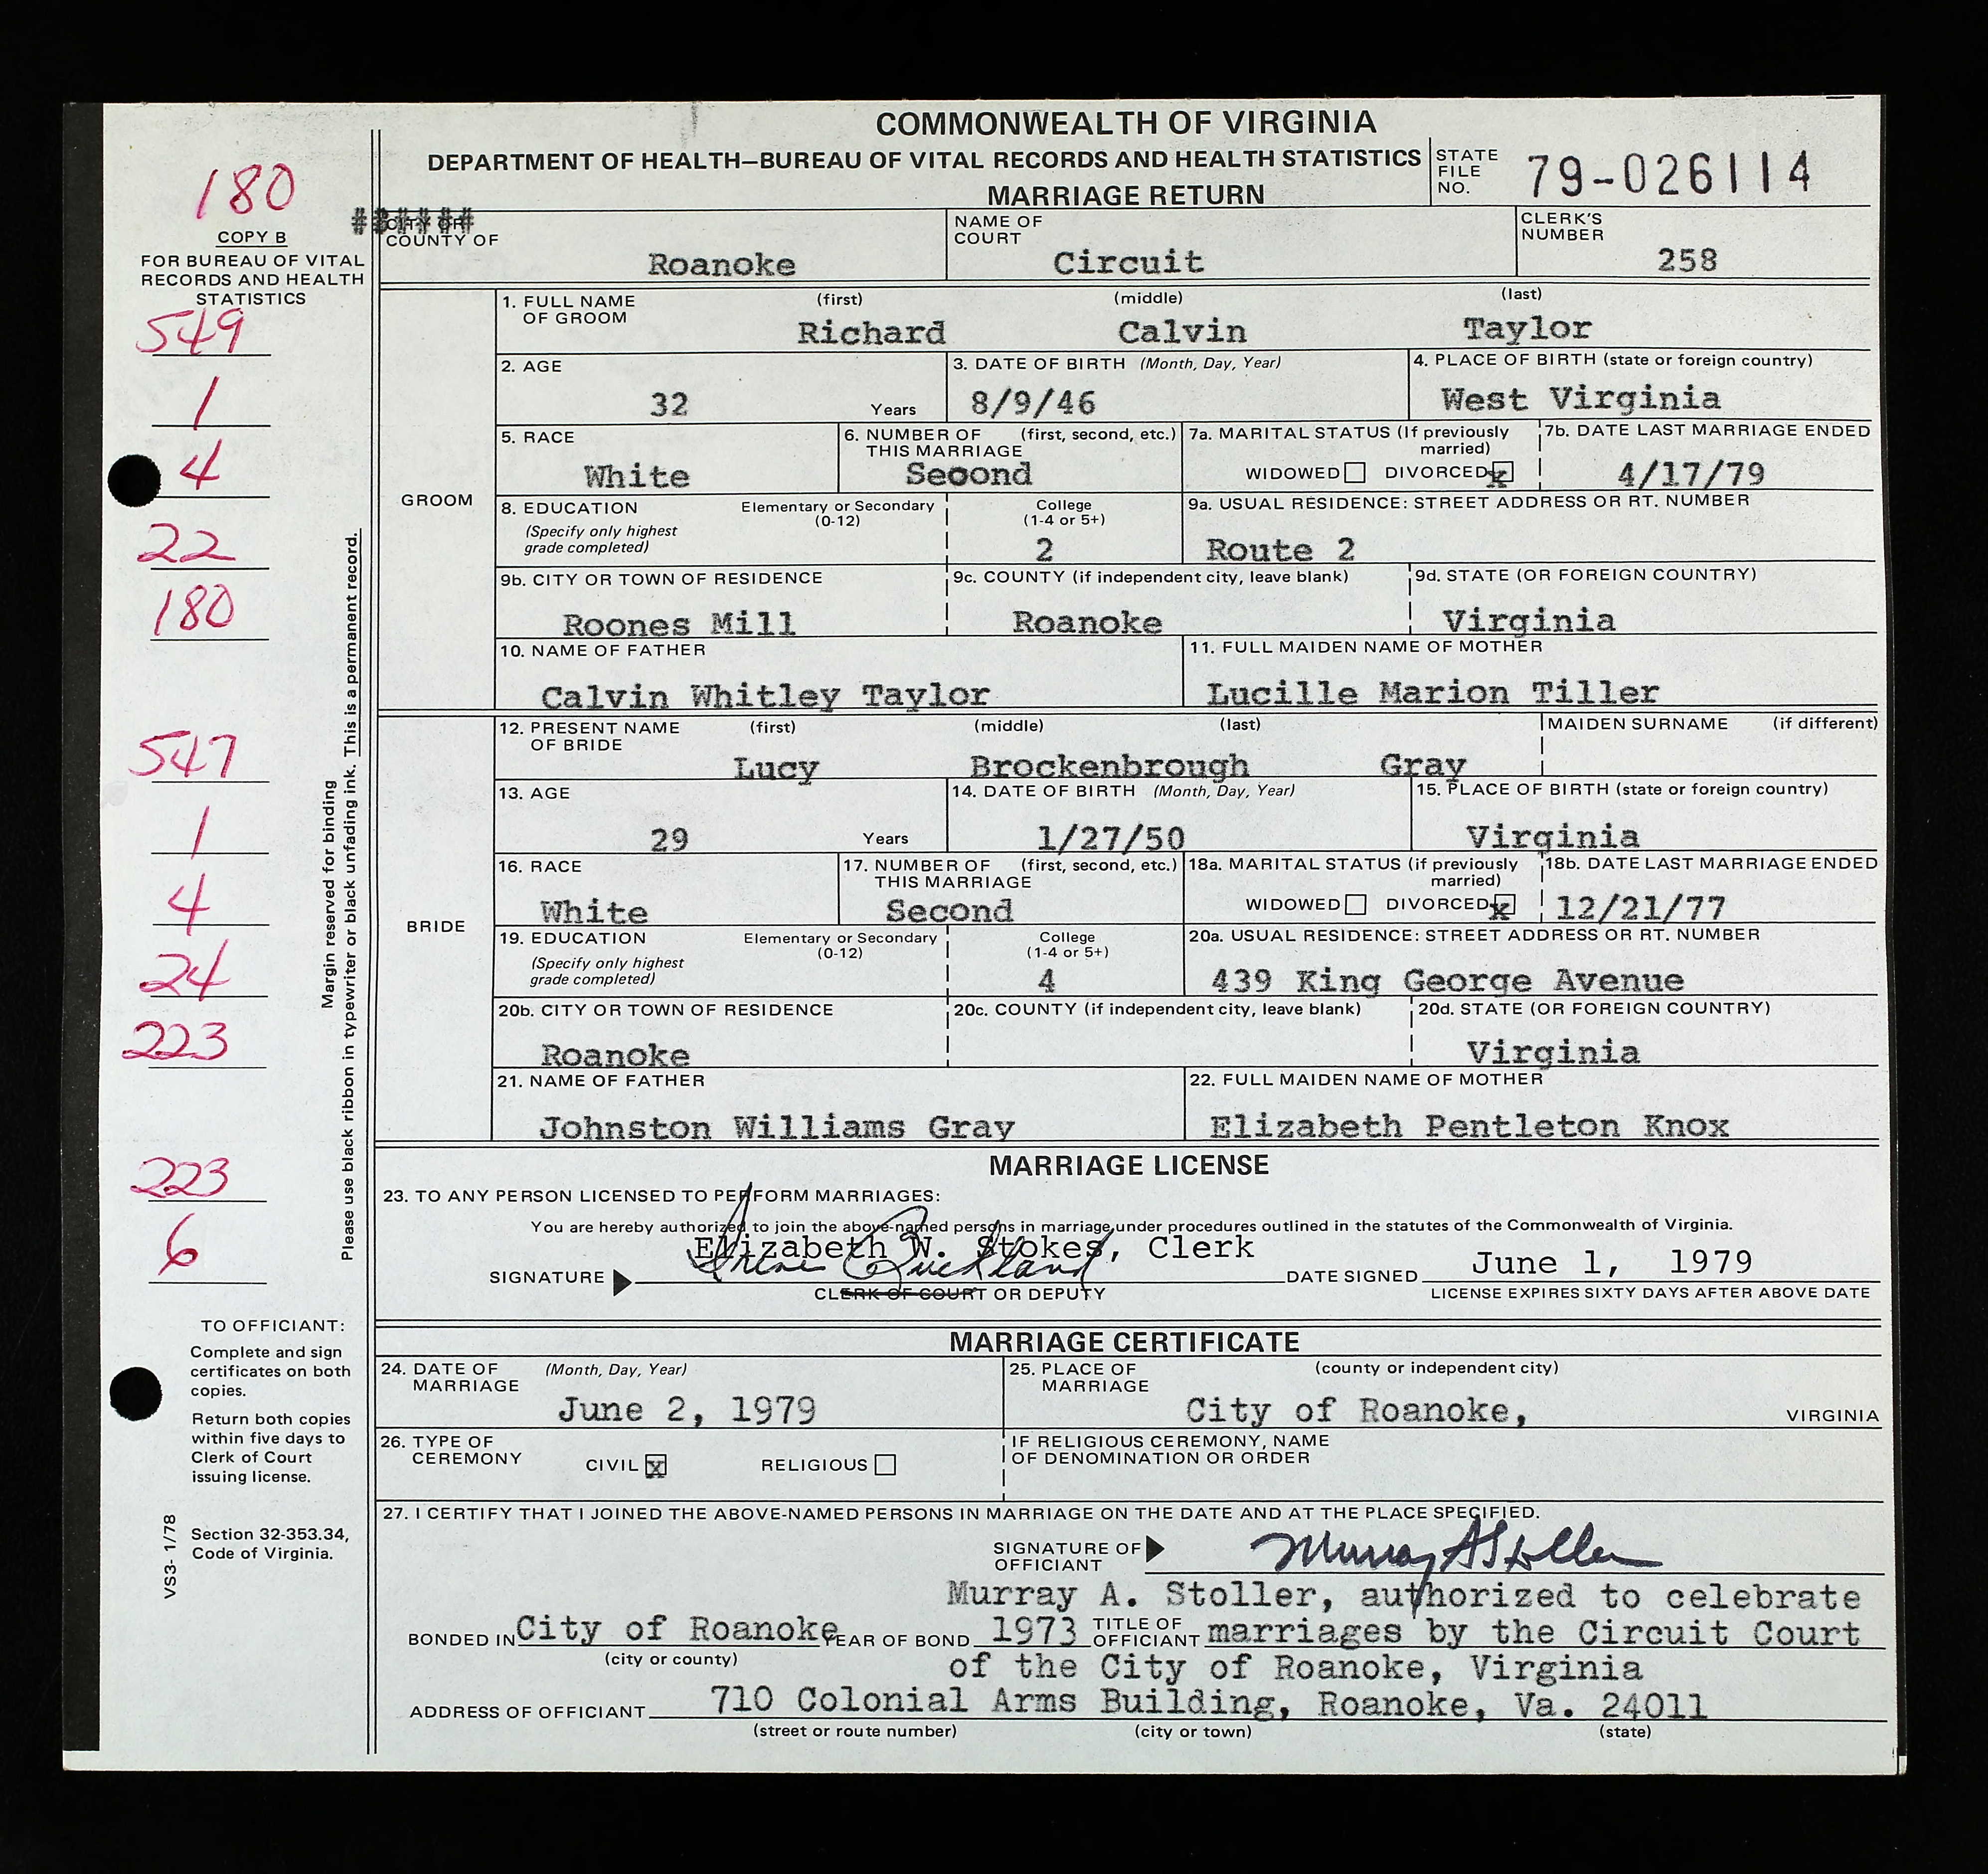 COMMONWEALTH OF VIRGINIA
DEPARTMENT OF HEALTH—BUREAU OF VITAL RECORDS AND HEALTH STATISTICS
MARRIAGE RETURN
STATE FILE NO. 79-026114
180
COPY B
FOR BUREAU OF VITAL
RECORDS AND HEALTH
STATISTICS
549
1
4
22
180
547
1
4
24
223
223
6
Margin reserved for binding
Please use black ribbon in typewriter or black unfading ink. This is a permanent record.
TO OFFICIANT:
Complete and sign
certificates on both
copies.
Return both copies
within five days to
Clerk of Court
issuing license.
Section 32-353.34,
Code of Virginia.
VS3- 1/78
CITY OR ######
COUNTY OF Roanoke
NAME OF COURT Circuit
CLERK'S NUMBER 258
GROOM
1. FULL NAME OF GROOM (first) (middle) (last)
Richard Calvin Taylor
2. AGE 32 Years
3. DATE OF BIRTH (Month, Day, Year) 8/9/46
4. PLACE OF BIRTH (state or foreign country) West Virginia
5. RACE White
6. NUMBER OF THIS MARRIAGE (first, second, etc.) Seoond
7a. MARITAL STATUS (If previously married) WIDOWED DIVORCED x
7b. DATE LAST MARRIAGE ENDED 4/17/79
8. EDUCATION (Specify only highest grade completed) Elementary or Secondary (0-12) College (1-4 or 5+) 2
9a. USUAL RESIDENCE: STREET ADDRESS OR RT. NUMBER Route 2
9b. CITY OR TOWN OF RESIDENCE Roones Mill
9c. COUNTY (if independent city, leave blank) Roanoke
9d. STATE (OR FOREIGN COUNTRY) Virginia
10. NAME OF FATHER Calvin Whitley Taylor
11. FULL MAIDEN NAME OF MOTHER Lucille Marion Tiller
BRIDE
12. PRESENT NAME OF BRIDE (first) (middle) (last) MAIDEN SURNAME (if different)
Lucy Brockenbrough Gray
13. AGE 29 Years
14. DATE OF BIRTH (Month, Day, Year) 1/27/50
15. PLACE OF BIRTH (state or foreign country) Virginia
16. RACE White
17. NUMBER OF THIS MARRIAGE (first, second, etc.) Second
18a. MARITAL STATUS (if previously married) WIDOWED DIVORCED x
18b. DATE LAST MARRIAGE ENDED 12/21/77
19. EDUCATION (Specify only highest grade completed) Elementary or Secondary (0-12) College (1-4 or 5+) 4
20a. USUAL RESIDENCE: STREET ADDRESS OR RT. NUMBER 439 King George Avenue
20b. CITY OR TOWN OF RESIDENCE Roanoke
20c. COUNTY (if independent city, leave blank)
20d. STATE (OR FOREIGN COUNTRY) Virginia
21. NAME OF FATHER Johnston Williams Gray
22. FULL MAIDEN NAME OF MOTHER Elizabeth Pentleton Knox
MARRIAGE LICENSE
23. TO ANY PERSON LICENSED TO PERFORM MARRIAGES:
You are hereby authorized to join the above-named persons in marriage under procedures outlined in the statutes of the Commonwealth of Virginia.
Elizabeth W. Stokes, Clerk
SIGNATURE Irene Buckland DATE SIGNED June 1, 1979
CLERK OF COURT OR DEPUTY LICENSE EXPIRES SIXTY DAYS AFTER ABOVE DATE
MARRIAGE CERTIFICATE
24. DATE OF MARRIAGE (Month, Day, Year) June 2, 1979
25. PLACE OF MARRIAGE (county or independent city) City of Roanoke, VIRGINIA
26. TYPE OF CEREMONY CIVIL x RELIGIOUS
IF RELIGIOUS CEREMONY, NAME OF DENOMINATION OR ORDER
27. I CERTIFY THAT I JOINED THE ABOVE-NAMED PERSONS IN MARRIAGE ON THE DATE AND AT THE PLACE SPECIFIED.
SIGNATURE OF OFFICIANT Murray A Stoller
Murray A. Stoller, authorized to celebrate
BONDED IN City of Roanoke YEAR OF BOND 1973 TITLE OF OFFICIANT marriages by the Circuit Court
(city or county) of the City of Roanoke, Virginia
ADDRESS OF OFFICIANT 710 Colonial Arms Building, Roanoke, Va. 24011
(street or route number) (city or town) (state)